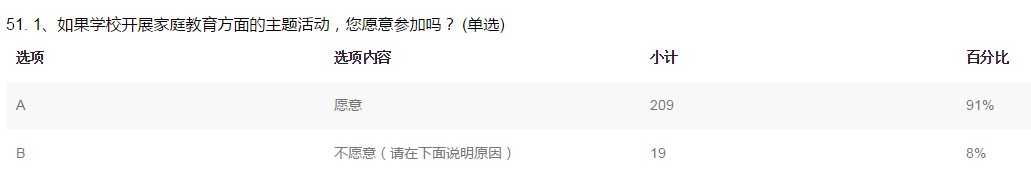 51. 1、如果学校开展家庭教育方面的主题活动，您愿意参加吗？ (单选)
选项 选项内容 小计 百分比
A 愿意 209 91%
B 不愿意（请在下面说明原因） 19 8%